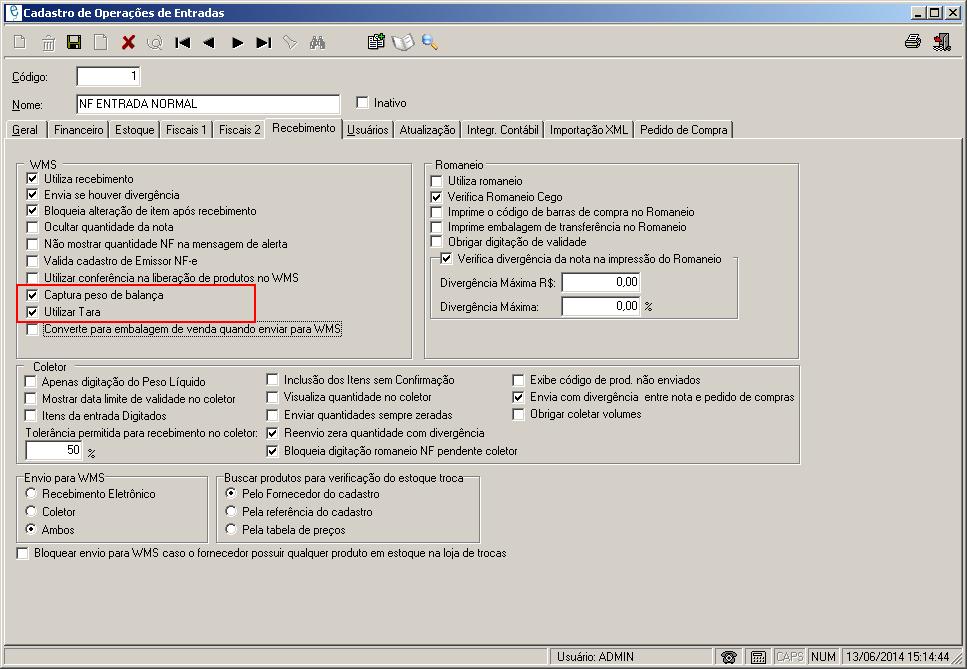 Cadastro de Operações de Entradas
Código: 1
Nome: NF ENTRADA NORMAL Inativo
Geral Financeiro Estoque Fiscais 1 Fiscais 2 Recebimento Usuários Atualização Integr. Contábil Importação XML Pedido de Compra
WMS
Utiliza recebimento
Envia se houver divergência
Bloqueia alteração de item após recebimento
Ocultar quantidade da nota
Não mostrar quantidade NF na mensagem de alerta
Valida cadastro de Emissor NF-e
Utilizar conferência na liberação de produtos no WMS
Captura peso de balança
Utilizar Tara
Converte para embalagem de venda quando enviar para WMS
Romaneio
Utiliza romaneio
Verifica Romaneio Cego
Imprime o código de barras de compra no Romaneio
Imprime embalagem de transferência no Romaneio
Obrigar digitação de validade
Verifica divergência da nota na impressão do Romaneio
Divergência Máxima R$: 0,00
Divergência Máxima: 0,00 %
Coletor
Apenas digitação do Peso Líquido
Mostrar data limite de validade no coletor
Itens da entrada Digitados
Tolerância permitida para recebimento no coletor:
50 %
Inclusão dos Itens sem Confirmação
Visualiza quantidade no coletor
Enviar quantidades sempre zeradas
Reenvio zera quantidade com divergência
Bloqueia digitação romaneio NF pendente coletor
Exibe código de prod. não enviados
Envia com divergência entre nota e pedido de compras
Obrigar coletar volumes
Envio para WMS
Recebimento Eletrônico
Coletor
Ambos
Buscar produtos para verificação do estoque troca
Pelo Fornecedor do cadastro
Pela referência do cadastro
Pela tabela de preços
Bloquear envio para WMS caso o fornecedor possuir qualquer produto em estoque na loja de trocas
Usuário: ADMIN CAPS NUM 13/06/2014 15:14:44